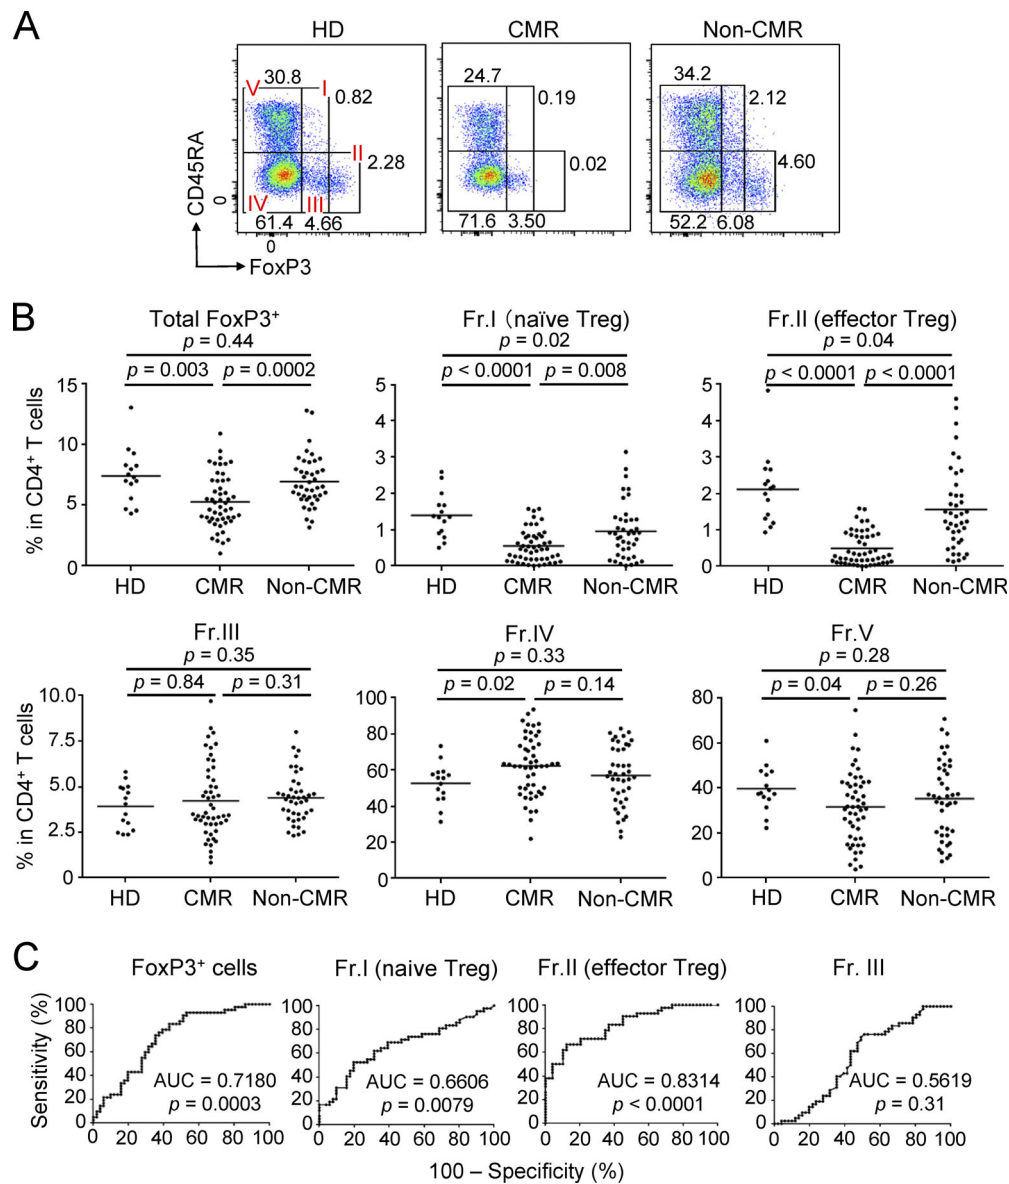 A
HD
CMR
Non-CMR
CD45RA
FoxP3
0
0
30.8
0.82
2.28
61.4
4.66
V
I
II
IV
III
24.7
0.19
0.02
71.6
3.50
34.2
2.12
4.60
52.2
6.08
B
Total FoxP3⁺
p = 0.44
p = 0.003
p = 0.0002
% in CD4⁺ T cells
15
10
5
0
HD
CMR
Non-CMR
Fr.I (naïve Treg)
p = 0.02
p < 0.0001
p = 0.008
5
4
3
2
1
0
HD
CMR
Non-CMR
Fr.II (effector Treg)
p = 0.04
p < 0.0001
p < 0.0001
5
4
3
2
1
0
HD
CMR
Non-CMR
Fr.III
p = 0.35
p = 0.84
p = 0.31
% in CD4⁺ T cells
10.0
7.5
5.0
2.5
0
HD
CMR
Non-CMR
Fr.IV
p = 0.33
p = 0.02
p = 0.14
100
80
60
40
20
0
HD
CMR
Non-CMR
Fr.V
p = 0.28
p = 0.04
p = 0.26
80
60
40
20
0
HD
CMR
Non-CMR
C
FoxP3⁺ cells
Sensitivity (%)
100
80
60
40
20
0
AUC = 0.7180
p = 0.0003
0 20 40 60 80 100
Fr.I (naive Treg)
100
80
60
40
20
0
AUC = 0.6606
p = 0.0079
0 20 40 60 80 100
Fr.II (effector Treg)
100
80
60
40
20
0
AUC = 0.8314
p < 0.0001
0 20 40 60 80 100
Fr. III
100
80
60
40
20
0
AUC = 0.5619
p = 0.31
0 20 40 60 80 100
100 – Specificity (%)